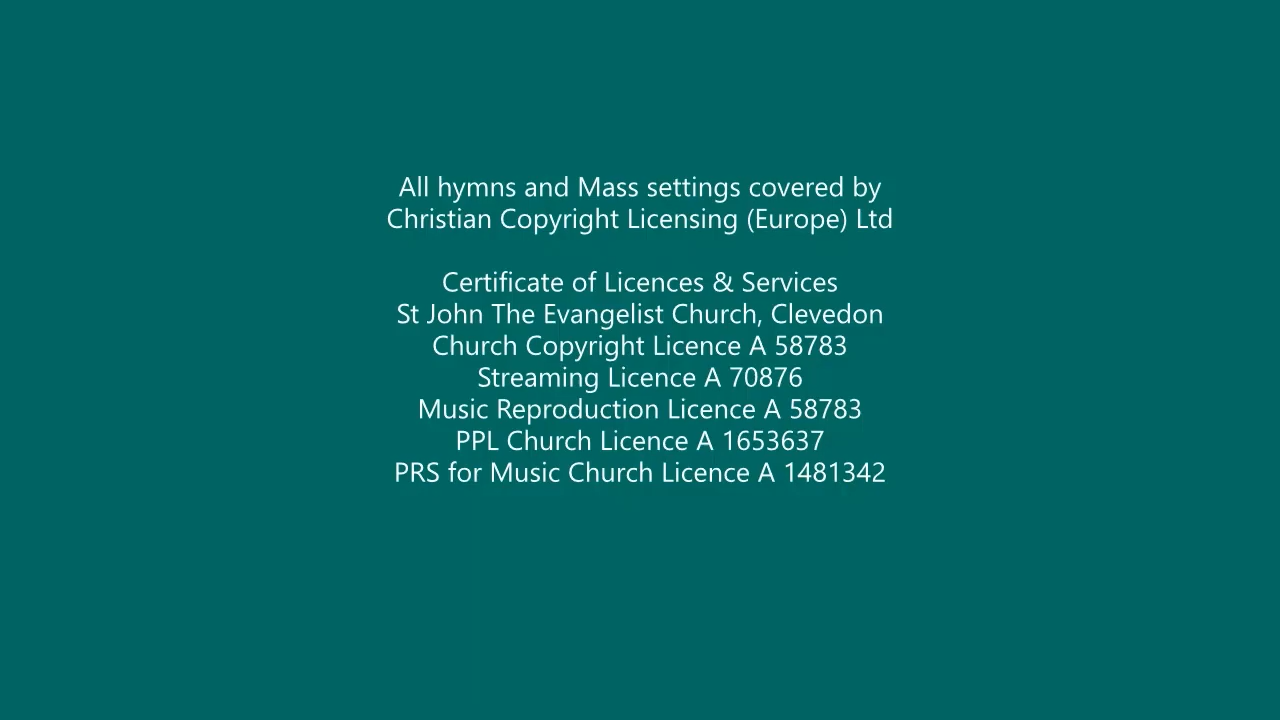 All hymns and Mass settings covered by
Christian Copyright Licensing (Europe) Ltd
Certificate of Licences & Services
St John The Evangelist Church, Clevedon
Church Copyright Licence A 58783
Streaming Licence A 70876
Music Reproduction Licence A 58783
PPL Church Licence A 1653637
PRS for Music Church Licence A 1481342